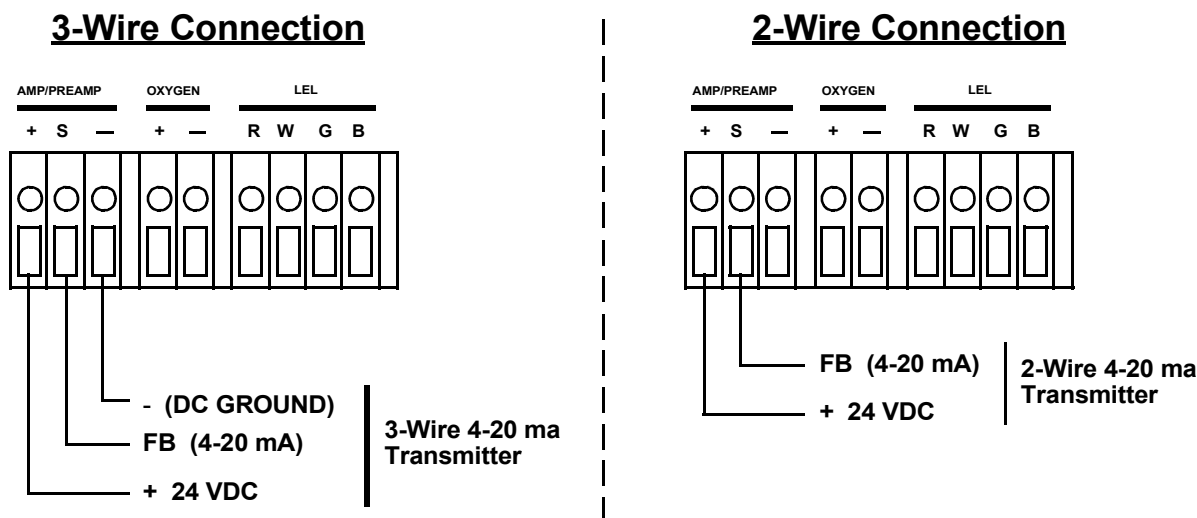 3-Wire Connection
AMP/PREAMP OXYGEN LEL
+ S — + — R W G B
- (DC GROUND)
FB (4-20 mA)
+ 24 VDC
3-Wire 4-20 ma
Transmitter
2-Wire Connection
AMP/PREAMP OXYGEN LEL
+ S — + — R W G B
FB (4-20 mA)
+ 24 VDC
2-Wire 4-20 ma
Transmitter